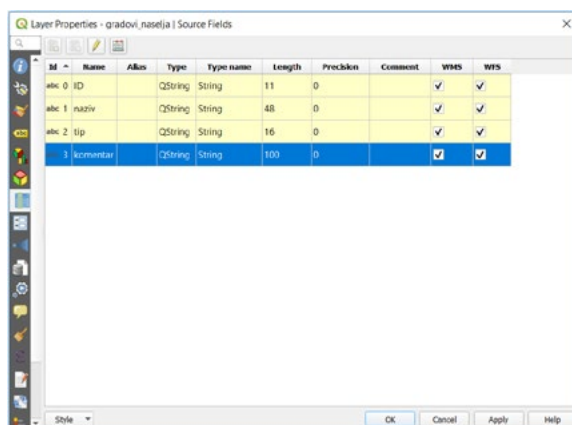 Layer Properties - gradovi_naselja | Source Fields
Id Name Alias Type Type name Length Precision Comment WMS WFS
abc 0 ID QString String 11 0
abc 1 naziv QString String 48 0
abc 2 tip QString String 16 0
abc 3 komentar QString String 100 0
Style OK Cancel Apply Help